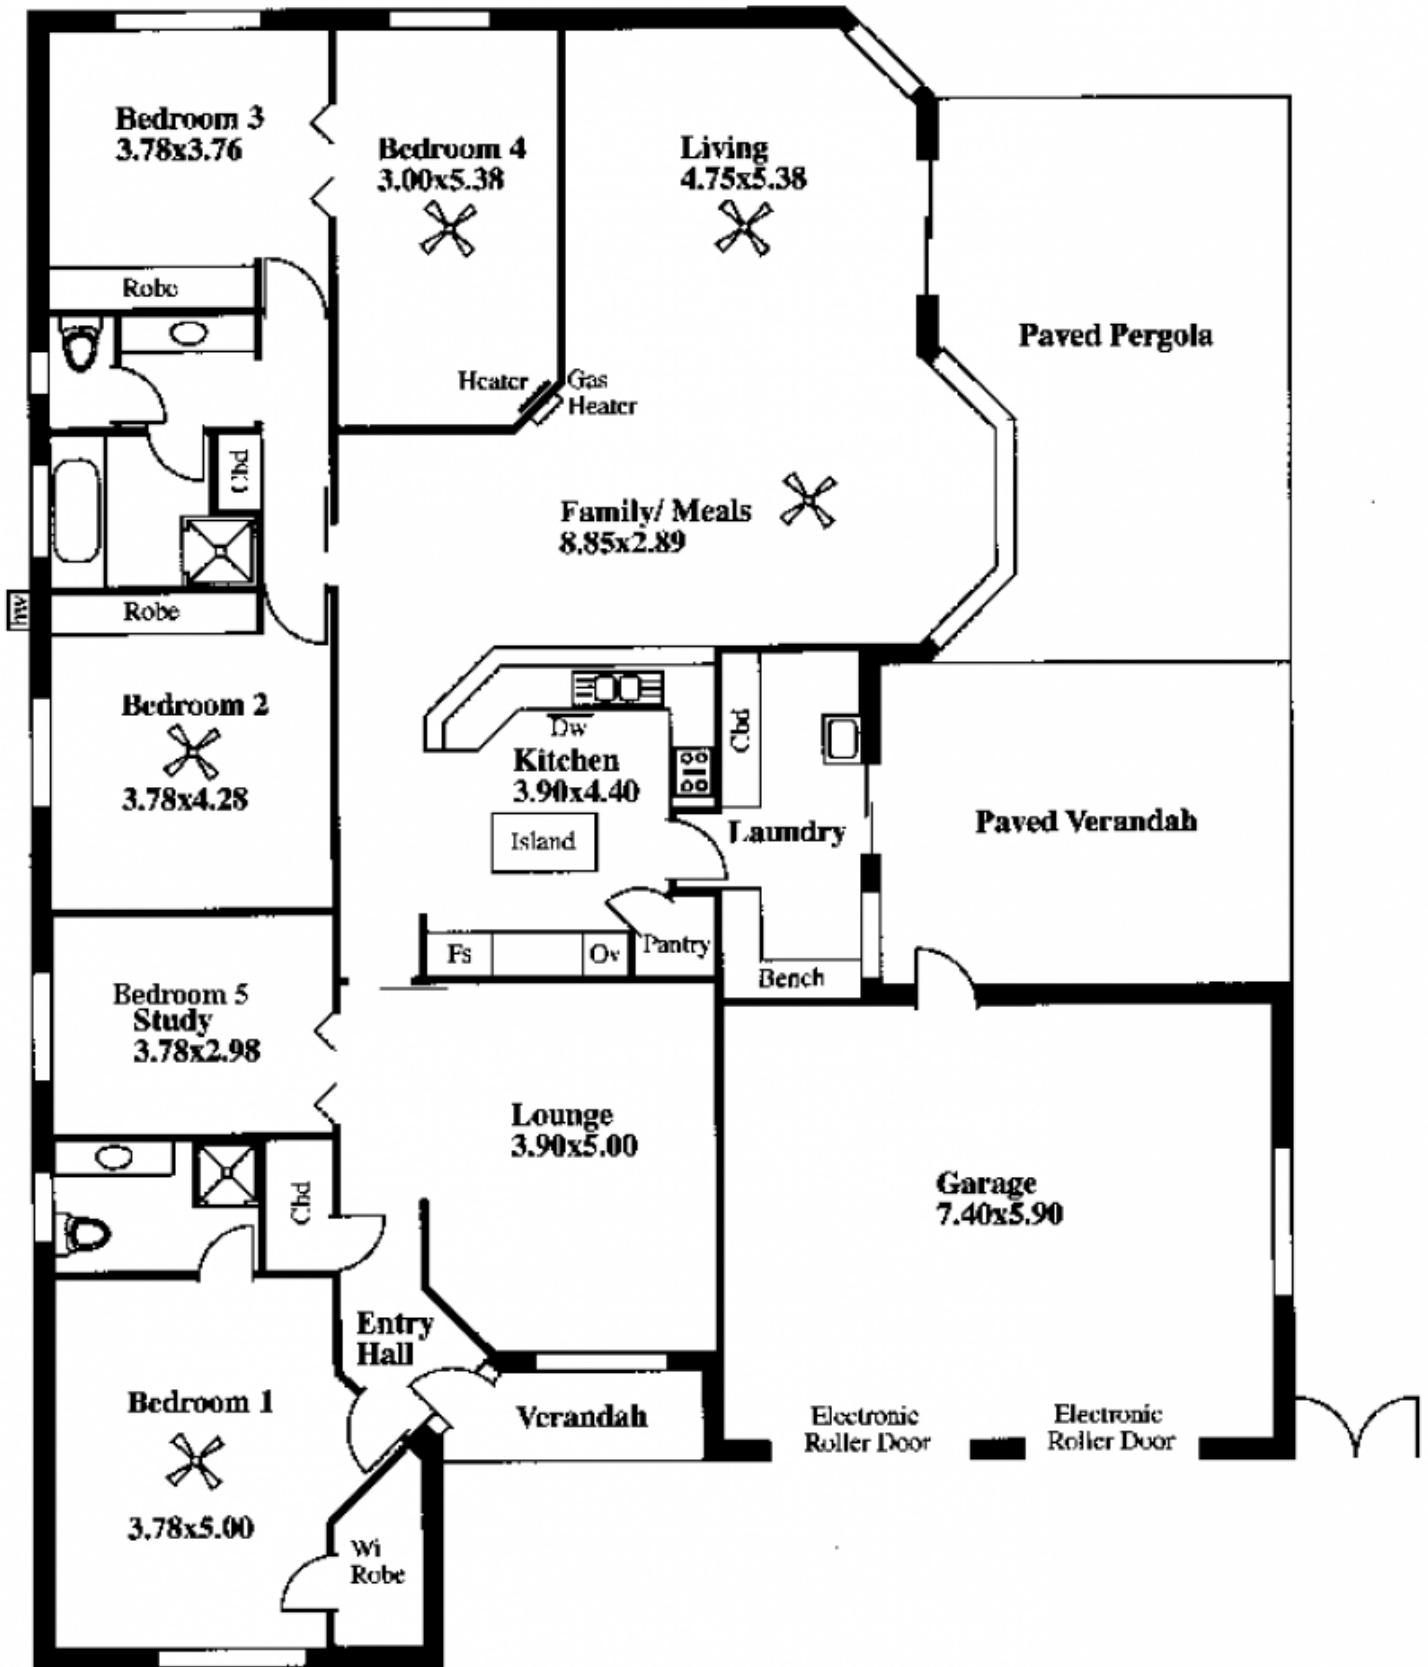 Bedroom 3
3.78x3.76
Bedroom 4
3.00x5.38
Living
4.75x5.38
Robe
Paved Pergola
Heater
Gas
Heater
Cbd
Family/ Meals
8.85x2.89
hw
Robe
Bedroom 2
3.78x4.28
Dw
Kitchen
3.90x4.40
Cbd
Island
Laundry
Paved Verandah
Fs
Ov
Pantry
Bench
Bedroom 5
Study
3.78x2.98
Lounge
3.90x5.00
Cbd
Garage
7.40x5.90
Entry
Hall
Bedroom 1
3.78x5.00
Verandah
Electronic
Roller Door
Electronic
Roller Door
Wi
Robe